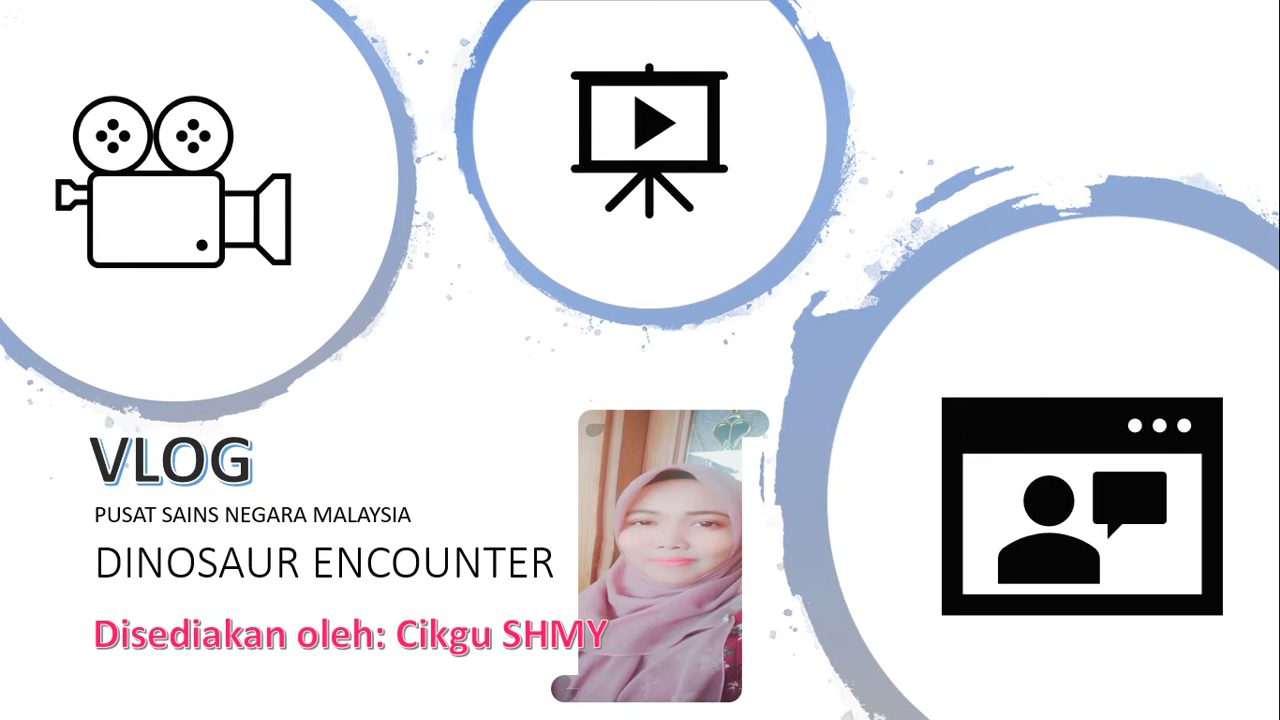 VLOG
PUSAT SAINS NEGARA MALAYSIA
DINOSAUR ENCOUNTER
Disediakan oleh: Cikgu SHMY